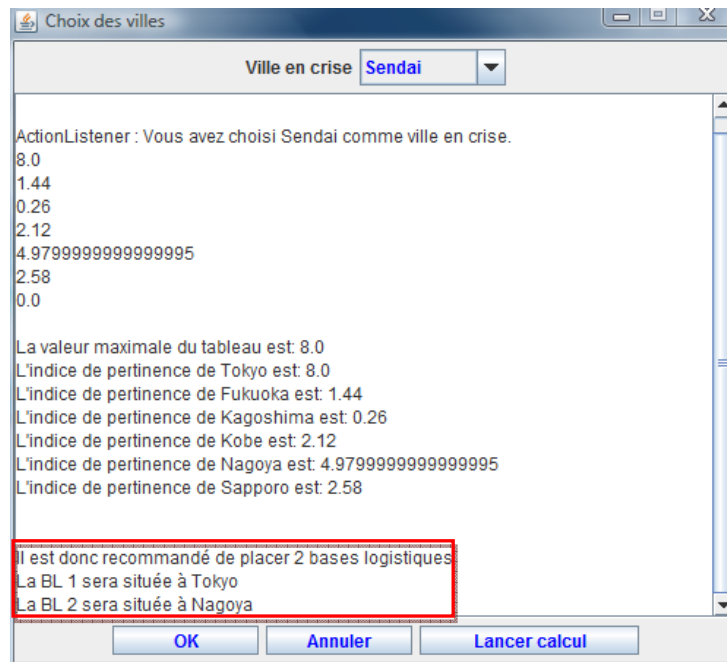 Choix des villes
Ville en crise Sendai
ActionListener : Vous avez choisi Sendai comme ville en crise.
8.0
1.44
0.26
2.12
4.9799999999999995
2.58
0.0
La valeur maximale du tableau est: 8.0
L'indice de pertinence de Tokyo est: 8.0
L'indice de pertinence de Fukuoka est: 1.44
L'indice de pertinence de Kagoshima est: 0.26
L'indice de pertinence de Kobe est: 2.12
L'indice de pertinence de Nagoya est: 4.9799999999999995
L'indice de pertinence de Sapporo est: 2.58
Il est donc recommandé de placer 2 bases logistiques
La BL 1 sera située à Tokyo
La BL 2 sera située à Nagoya
OK Annuler Lancer calcul